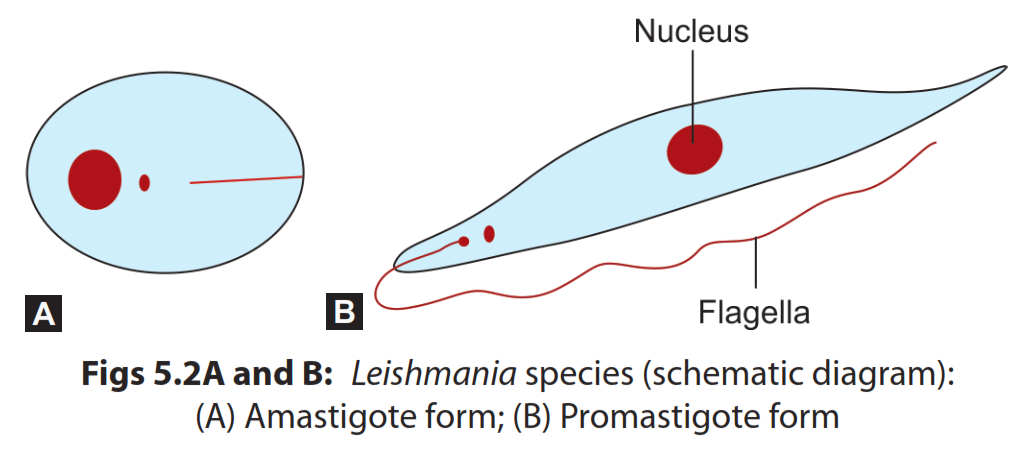 Nucleus
A
B
Flagella
Figs 5.2A and B: Leishmania species (schematic diagram):
(A) Amastigote form; (B) Promastigote form